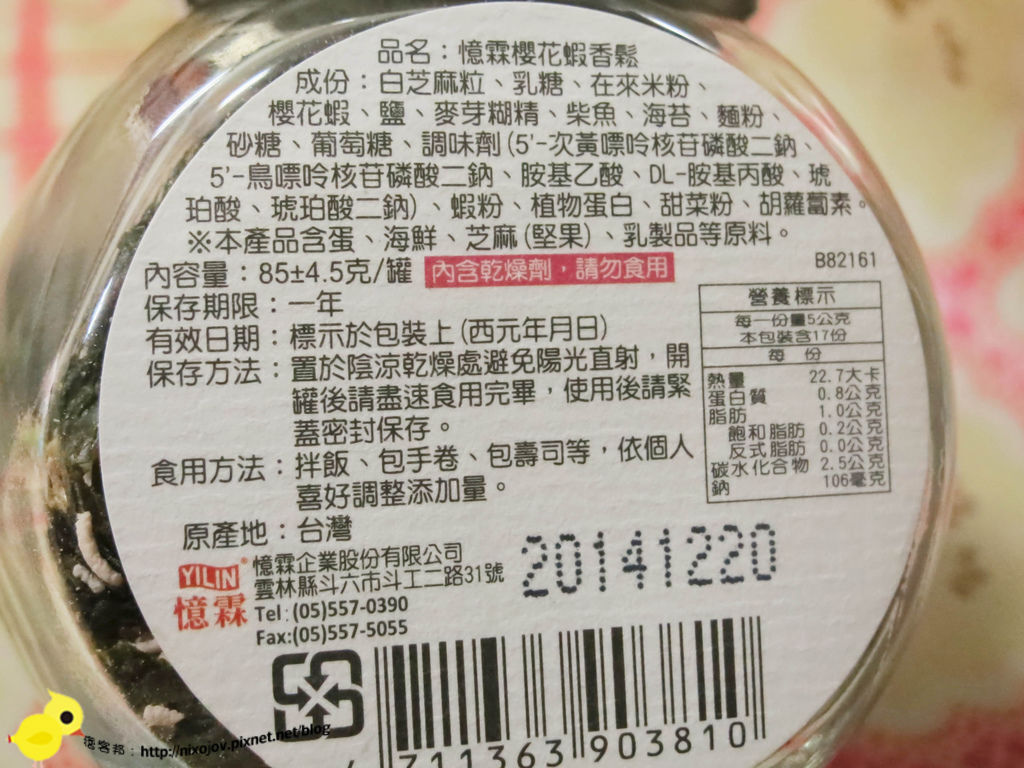 品名：憶霖櫻花蝦香鬆
成份：白芝麻粒、乳糖、在來米粉、
櫻花蝦、鹽、麥芽糊精、柴魚、海苔、麵粉、
砂糖、葡萄糖、調味劑(5'-次黃嘌呤核苷磷酸二鈉、
5'-鳥嘌呤核苷磷酸二鈉、胺基乙酸、DL-胺基丙酸、琥
珀酸、琥珀酸二鈉)、蝦粉、植物蛋白、甜菜粉、胡蘿蔔素。
※本產品含蛋、海鮮、芝麻(堅果)、乳製品等原料。
內容量：85±4.5克/罐 內含乾燥劑，請勿食用
B82161
保存期限：一年
有效日期：標示於包裝上(西元年月日)
保存方法：置於陰涼乾燥處避免陽光直射，開
罐後請盡速食用完畢，使用後請緊
蓋密封保存。
食用方法：拌飯、包手卷、包壽司等，依個人
喜好調整添加量。
原產地：台灣
營養標示
每一份量5公克
本包裝含17份
每 份
熱量 22.7大卡
蛋白質 0.8公克
脂肪 1.0公克
飽和脂肪 0.2公克
反式脂肪 0.0公克
碳水化合物 2.5公克
鈉 106毫克
YILIN®
憶霖
憶霖企業股份有限公司
雲林縣斗六市斗工二路31號
Tel:(05)557-0390
Fax:(05)557-5055
20141220
4 711363 903810
痞客邦：http://nixojov.pixnet.net/blog